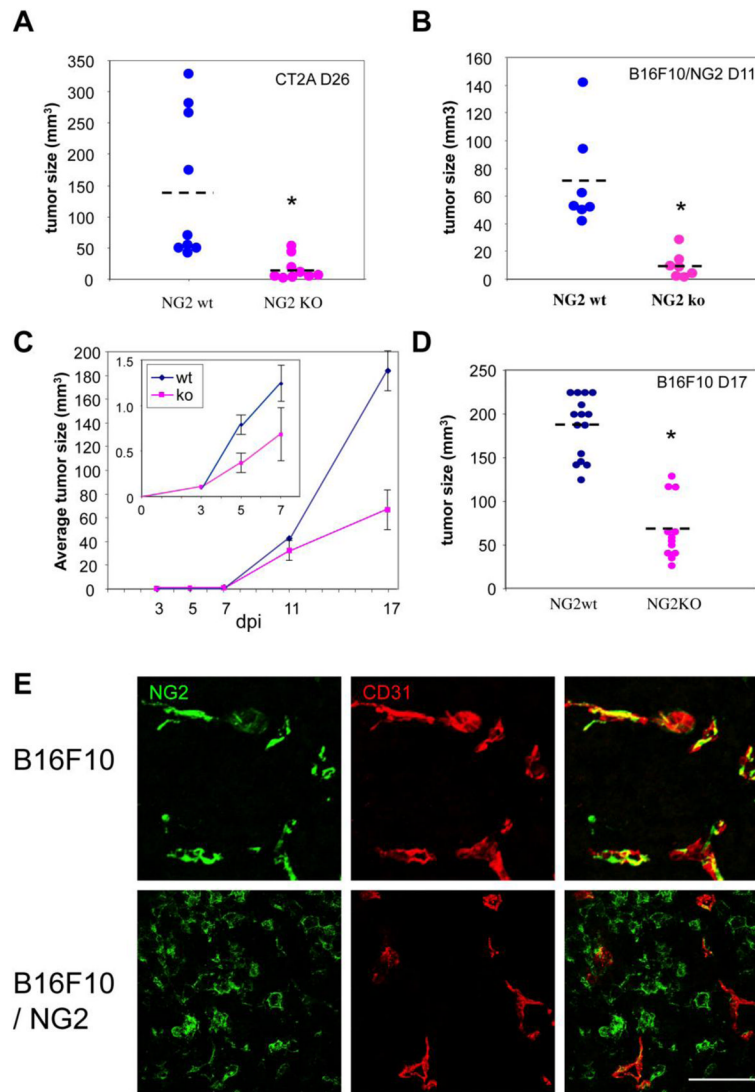 A
CT2A D26
tumor size (mm³)
350
300
250
200
150
100
50
0
*
NG2 wt
NG2 KO
B
B16F10/NG2 D11
tumor size (mm3)
160
140
120
100
80
60
40
20
0
*
NG2 wt
NG2 ko
C
Average tumor size (mm³)
200
180
160
140
120
100
80
60
40
20
0
1.5
1.0
0.5
0
wt
ko
0 3 5 7
3 5 7 11 17
dpi
D
B16F10 D17
tumor size (mm³)
250
200
150
100
50
0
*
NG2wt
NG2KO
E
NG2
CD31
B16F10
B16F10
/ NG2